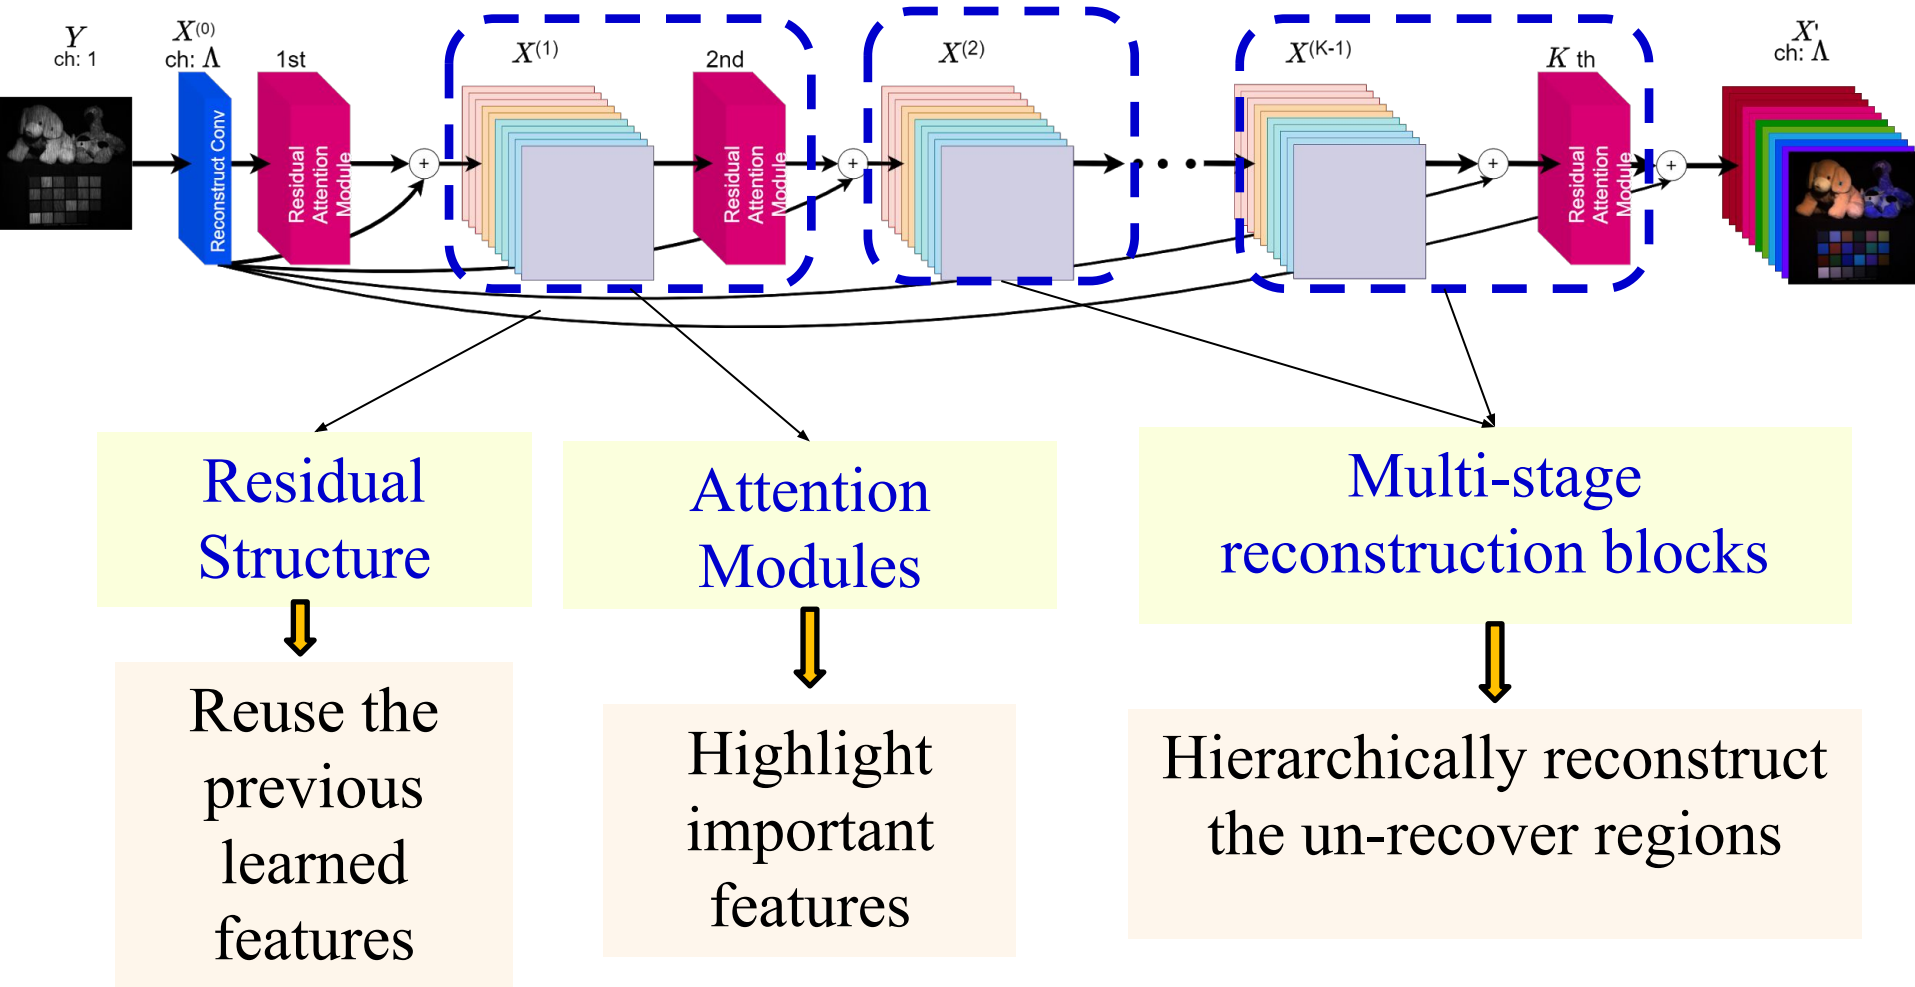 Y
ch: 1
X(0)
ch: Λ
1st
X(1)
2nd
X(2)
X(K-1)
K th
X'
ch: Λ
Reconstruct Conv
Residual
Attention
Module
+
Residual
Attention
Module
+
+
Residual
Attention
Module
+
Residual
Structure
Attention
Modules
Multi-stage
reconstruction blocks
Reuse the
previous
learned
features
Highlight
important
features
Hierarchically reconstruct
the un-recover regions